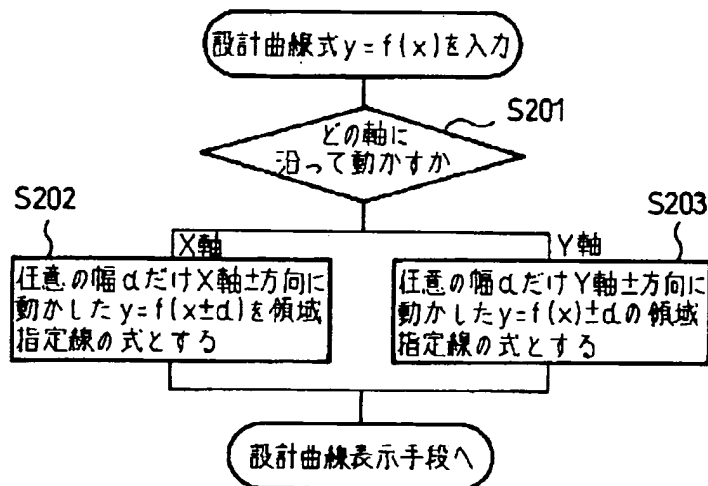 設計曲線式y=f(x)を入力
S201
どの軸に
沿って動かすか
S202
S203
X軸
Y軸
任意の幅αだけX軸±方向に
動かしたy=f(x±α)を領域
指定線の式とする
任意の幅αだけY軸±方向に
動かしたy=f(x)±αの領域
指定線の式とする
設計曲線表示手段へ